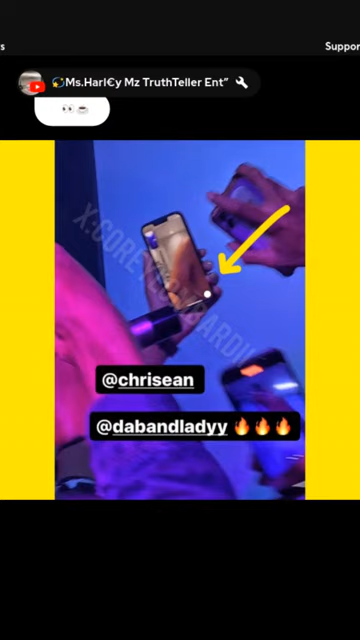 s
Suppor
💫Ms.Harl€y Mz TruthTeller Ent” 🔧
👀☕
@chrisean
@dabandladyy 🔥🔥🔥